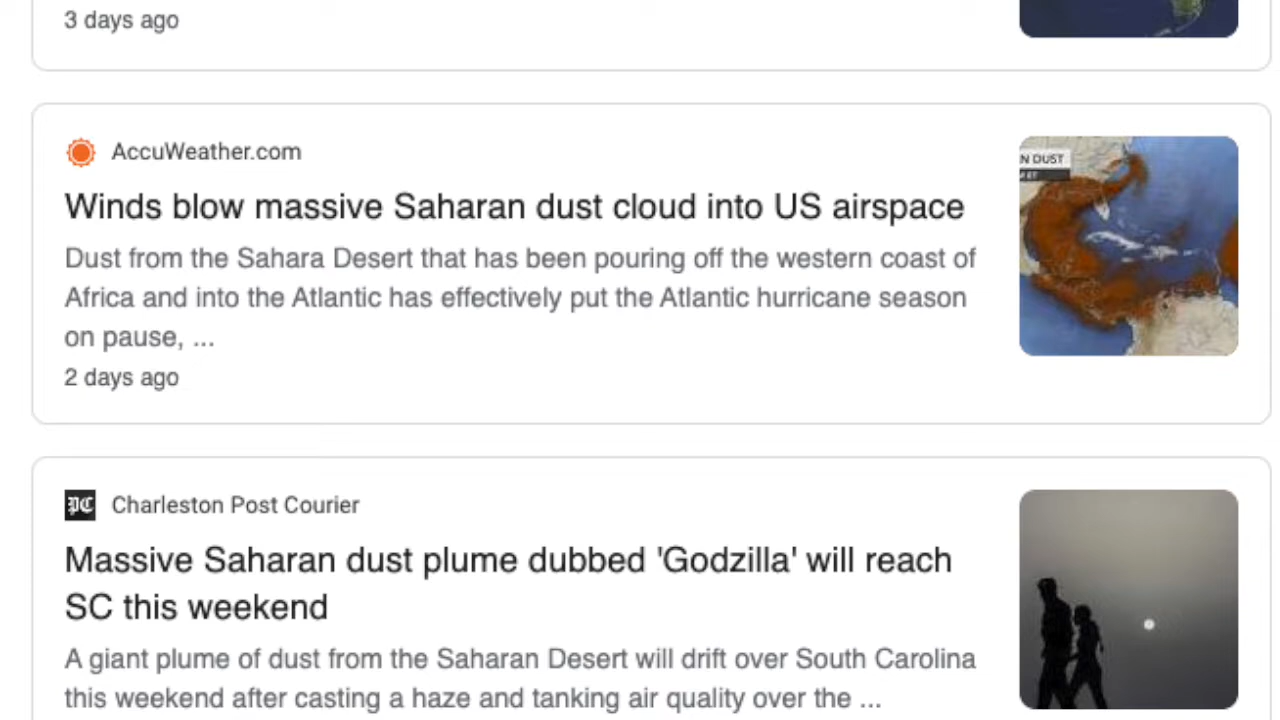 3 days ago
AccuWeather.com
N DUST
Winds blow massive Saharan dust cloud into US airspace
Dust from the Sahara Desert that has been pouring off the western coast of
Africa and into the Atlantic has effectively put the Atlantic hurricane season
on pause, ...
2 days ago
PC Charleston Post Courier
Massive Saharan dust plume dubbed 'Godzilla' will reach
SC this weekend
A giant plume of dust from the Saharan Desert will drift over South Carolina
this weekend after casting a haze and tanking air quality over the ...